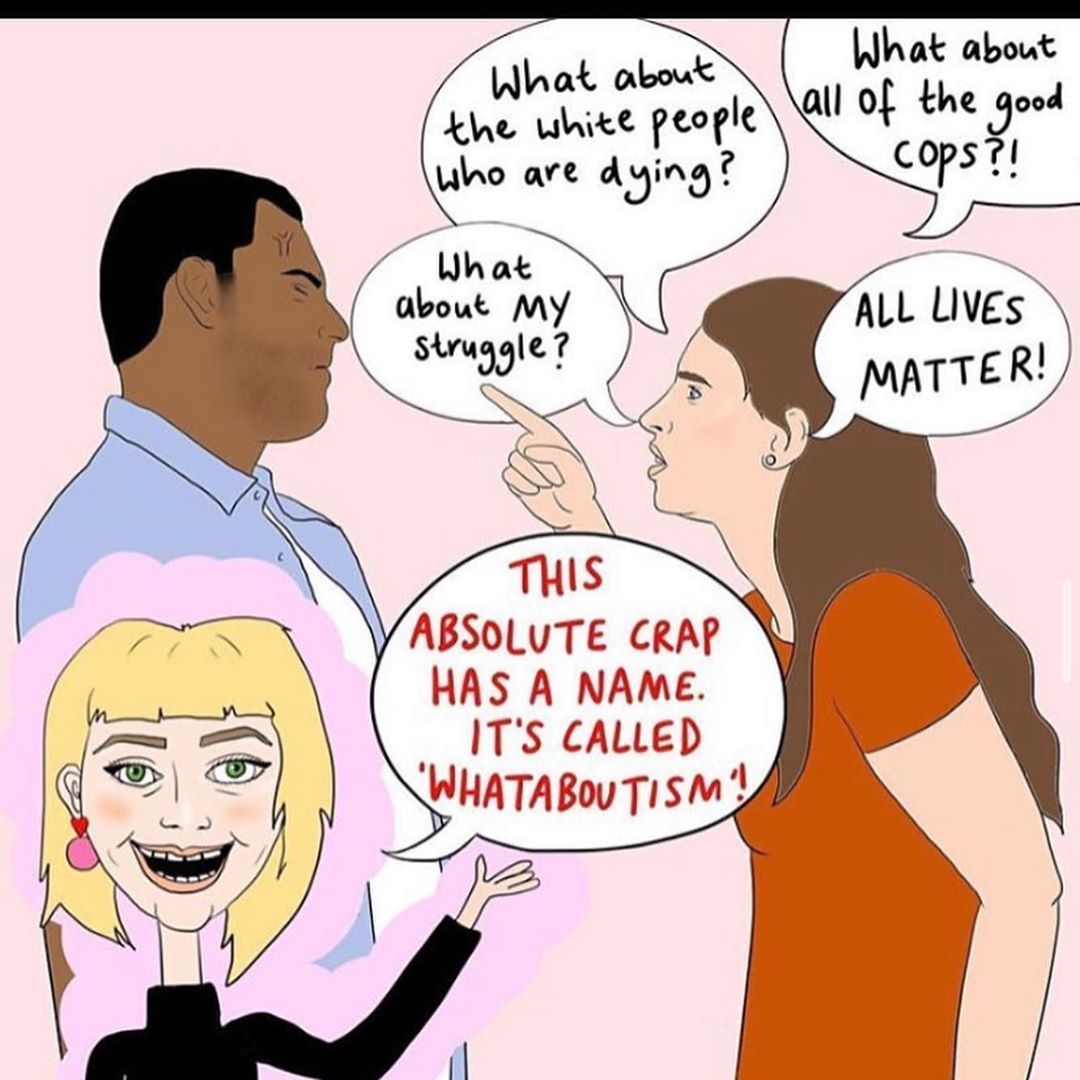 What about
the white people
who are dying?
What about
all of the good
cops?!
What
about MY
struggle?
ALL LIVES
MATTER!
THIS
ABSOLUTE CRAP
HAS A NAME.
IT'S CALLED
'WHATABOUTISM'!